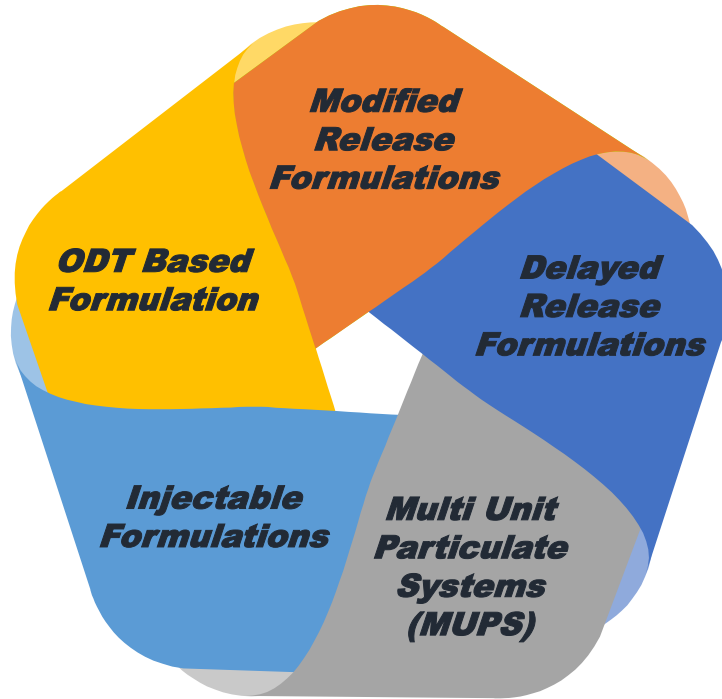 Modified
Release
Formulations
Delayed
Release
Formulations
Multi Unit
Particulate
Systems
(MUPS)
Injectable
Formulations
ODT Based
Formulation